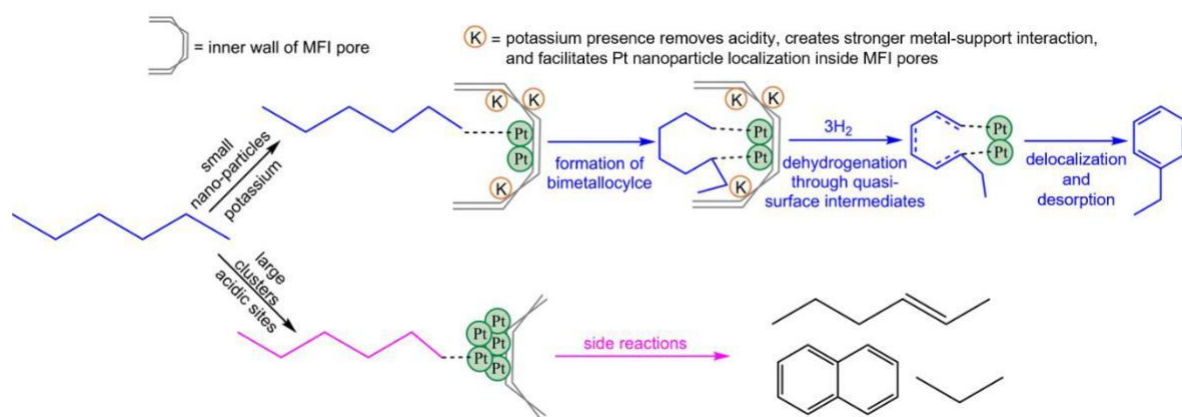 = inner wall of MFI pore
K = potassium presence removes acidity, creates stronger metal-support interaction,
and facilitates Pt nanoparticle localization inside MFI pores
small
nano-particles
potassium
K K
Pt
Pt
K
formation of
bimetallocylce
K K
Pt
Pt
K
3H2
dehydrogenation
through quasi-
surface intermediates
Pt
Pt
delocalization
and
desorption
large
clusters
acidic sites
Pt
Pt
Pt
Pt
Pt
side reactions